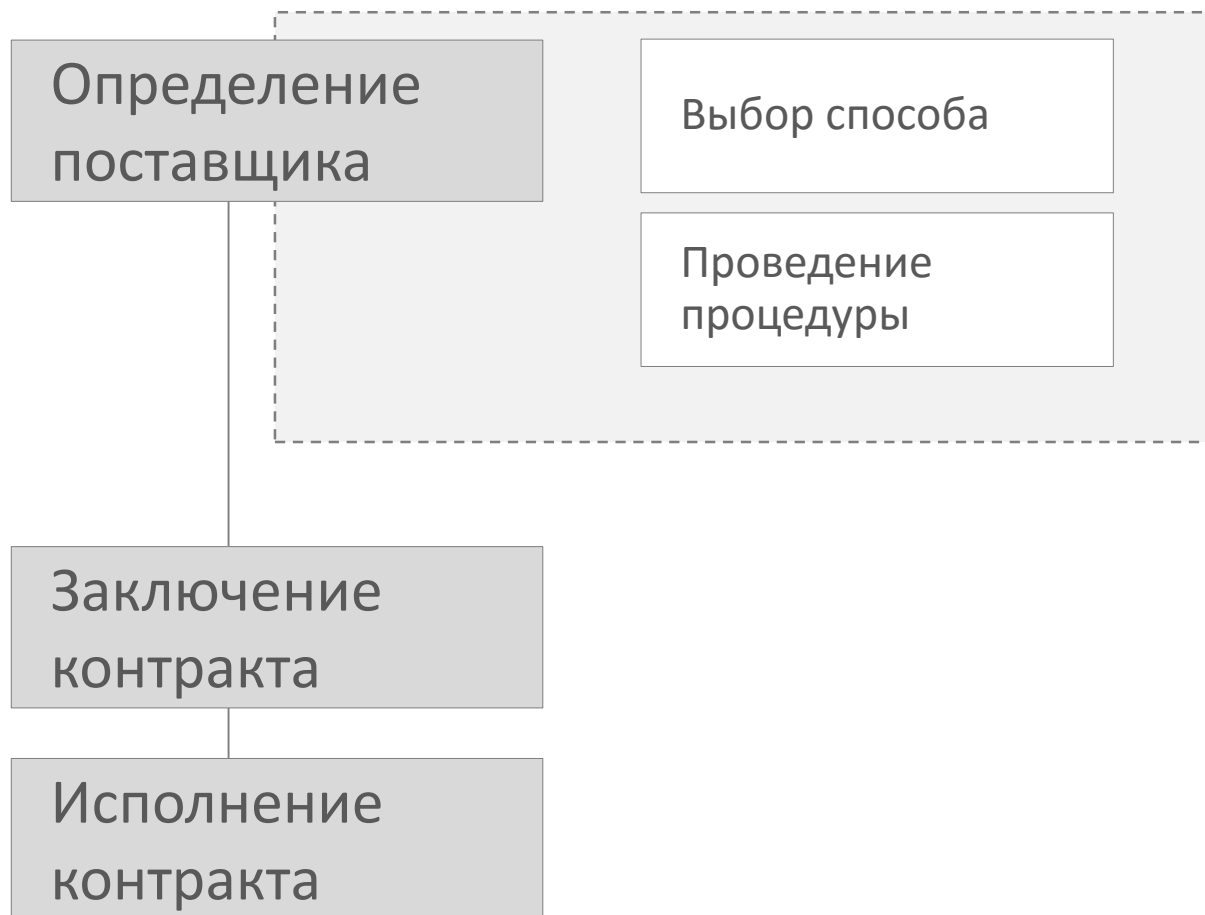 Определение
поставщика
Выбор способа
Проведение
процедуры
Заключение
контракта
Исполнение
контракта